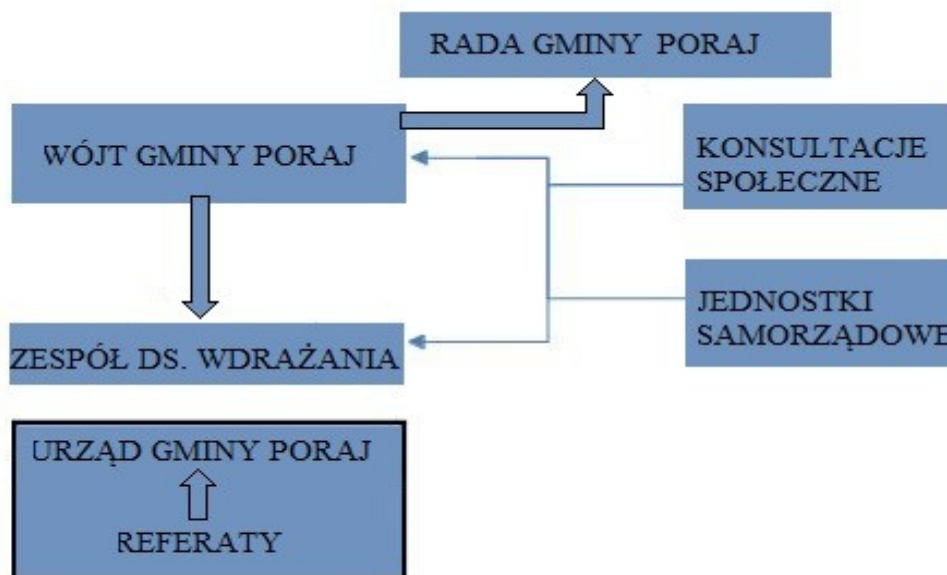 RADA GMINY PORAJ
WÓJT GMINY PORAJ
KONSULTACJE
SPOŁECZNE
JEDNOSTKI
SAMORZĄDOWE
ZESPÓŁ DS. WDRAŻANIA
URZĄD GMINY PORAJ
REFERATY